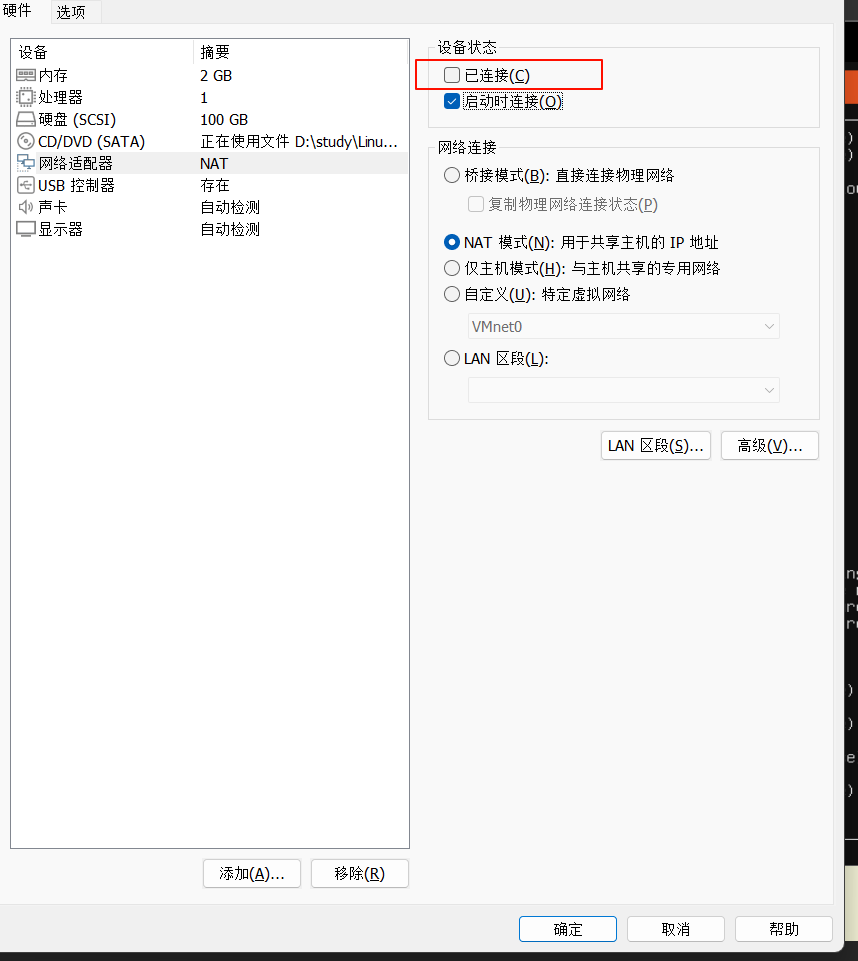 硬件 选项
设备 摘要
内存 2 GB
处理器 1
硬盘 (SCSI) 100 GB
CD/DVD (SATA) 正在使用文件 D:\study\Linu...
网络适配器 NAT
USB 控制器 存在
声卡 自动检测
显示器 自动检测
添加(A)... 移除(R)
设备状态
已连接(C)
启动时连接(O)
网络连接
桥接模式(B): 直接连接物理网络
复制物理网络连接状态(P)
NAT 模式(N): 用于共享主机的 IP 地址
仅主机模式(H): 与主机共享的专用网络
自定义(U): 特定虚拟网络
VMnet0
LAN 区段(L):
LAN 区段(S)... 高级(V)...
确定 取消 帮助